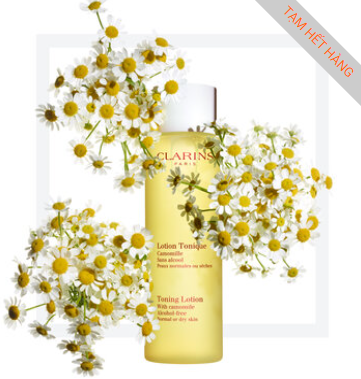 TẠM HẾT HÀNG
CLARINS
PARIS
Lotion Tonique
Camomille
Sans alcool
Peaux normales ou sèches
Toning Lotion
With camomile
Alcohol-free
Normal or dry skin